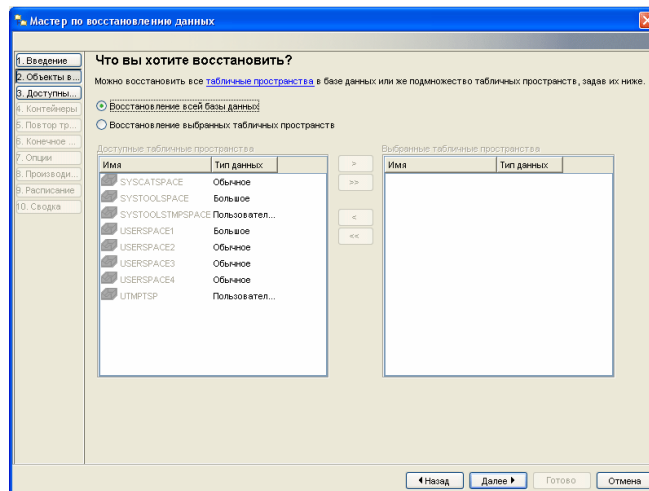 Мастер по восстановлению данных
1. Введение
2. Объекты в...
3. Доступны...
4. Контейнеры
5. Повтор тр...
6. Конечное ...
7. Опции
8. Производи...
9. Расписание
10. Сводка
Что вы хотите восстановить?
Можно восстановить все табличные пространства в базе данных или же подмножество табличных пространств, задав их ниже.
Восстановление всей базы данных
Восстановление выбранных табличных пространств
Доступные табличные пространства
Имя Тип данных
SYSCATSPACE Обычное
SYSTOOLSPACE Большое
SYSTOOLSTMPSPACE Пользовател...
USERSPACE1 Большое
USERSPACE2 Обычное
USERSPACE3 Обычное
USERSPACE4 Обычное
UTMPTSP Пользовател...
>
>>
<
<<
Выбранные табличные пространства
Имя Тип данных
Назад Далее Готово Отмена